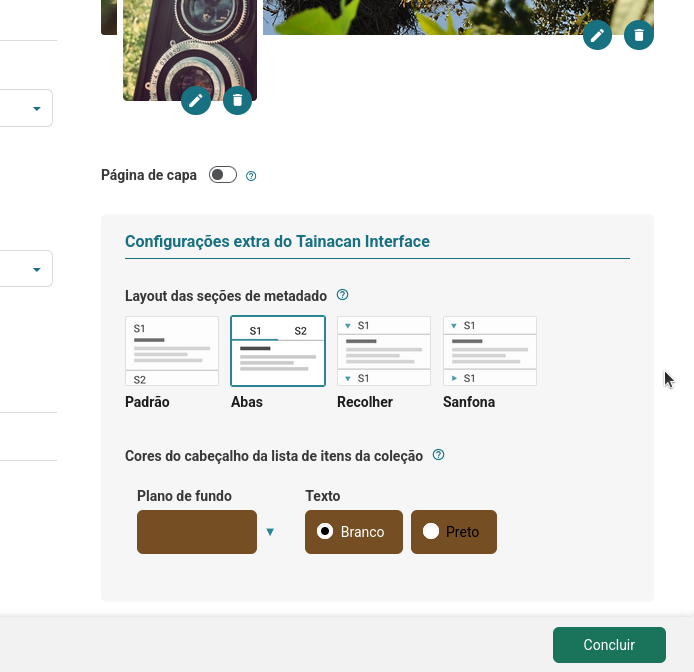 Página de capa
Configurações extra do Tainacan Interface
Layout das seções de metadado
S1
S2
Padrão
S1 S2
Abas
S1
S1
Recolher
S1
S1
Sanfona
Cores do cabeçalho da lista de itens da coleção
Plano de fundo
Texto
Branco
Preto
Concluir